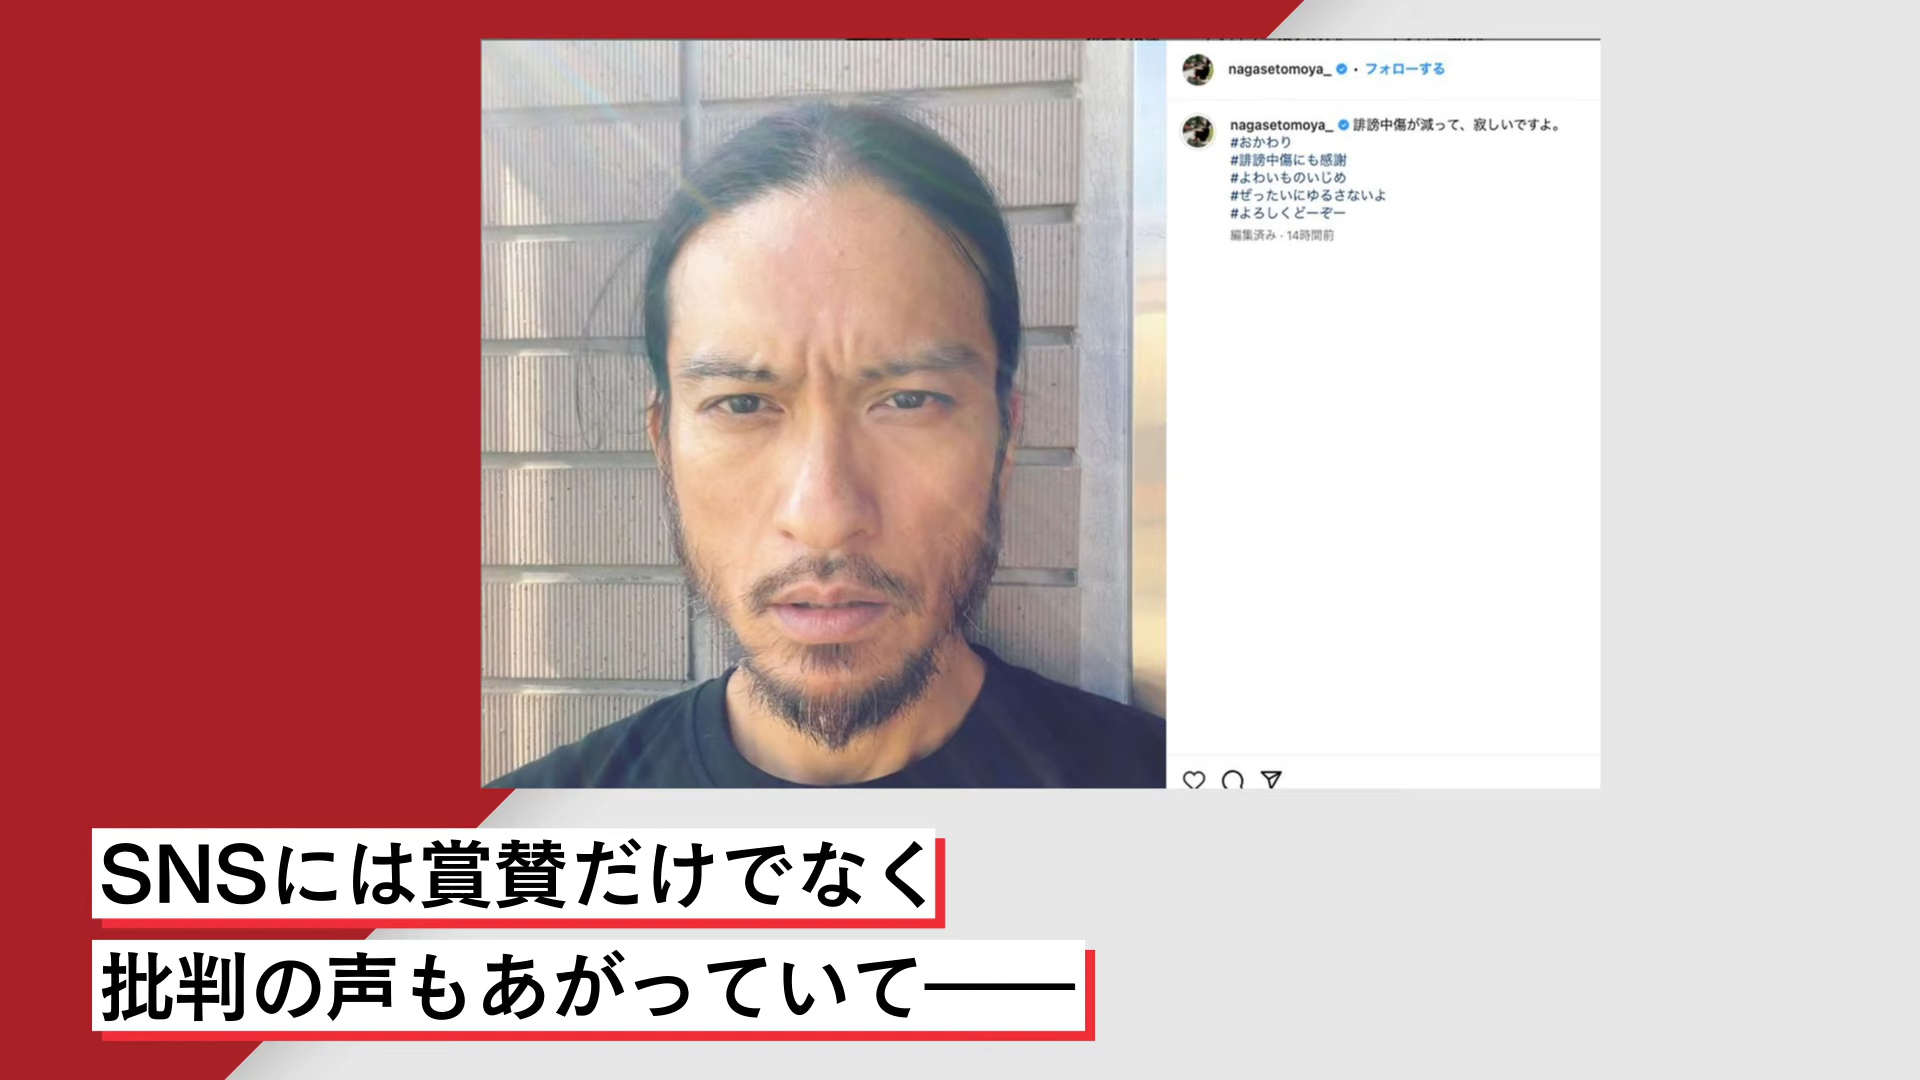 nagasetomoya_ • フォローする
nagasetomoya_ 誹謗中傷が減って、寂しいですよ。
#おかわり
#誹謗中傷にも感謝
#よわいものいじめ
#ぜったいにゆるさないよ
#よろしくどーぞー
編集済み · 14時間前
SNSには賞賛だけでなく
批判の声もあがっていて――